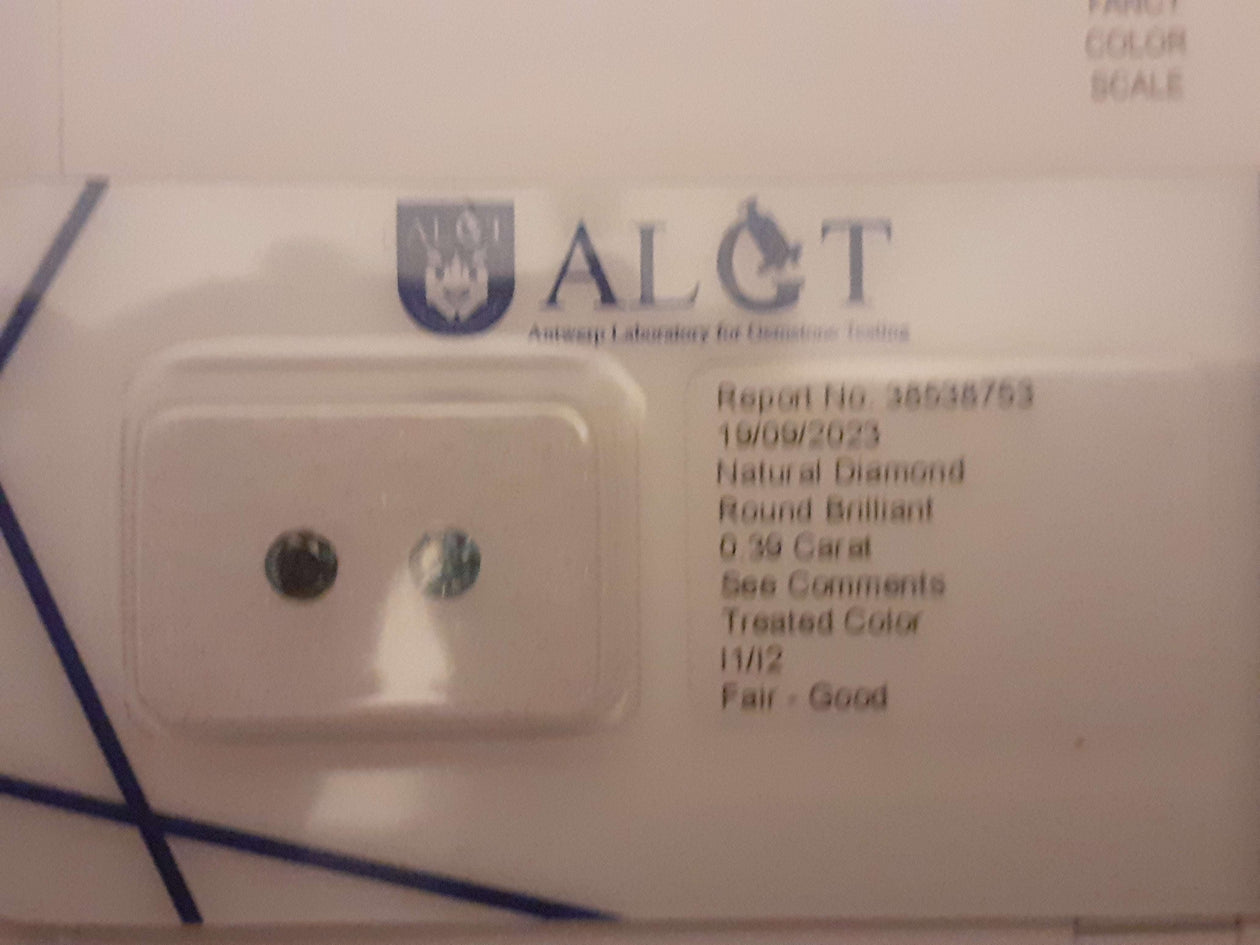 FANCY
COLOR
SCALE
ALGT
ALGT
Antwerp Laboratory for Gemstone Testing
Report No. 38538753
19/09/2023
Natural Diamond
Round Brilliant
0.39 Carat
See Comments
Treated Color
I1/I2
Fair - Good